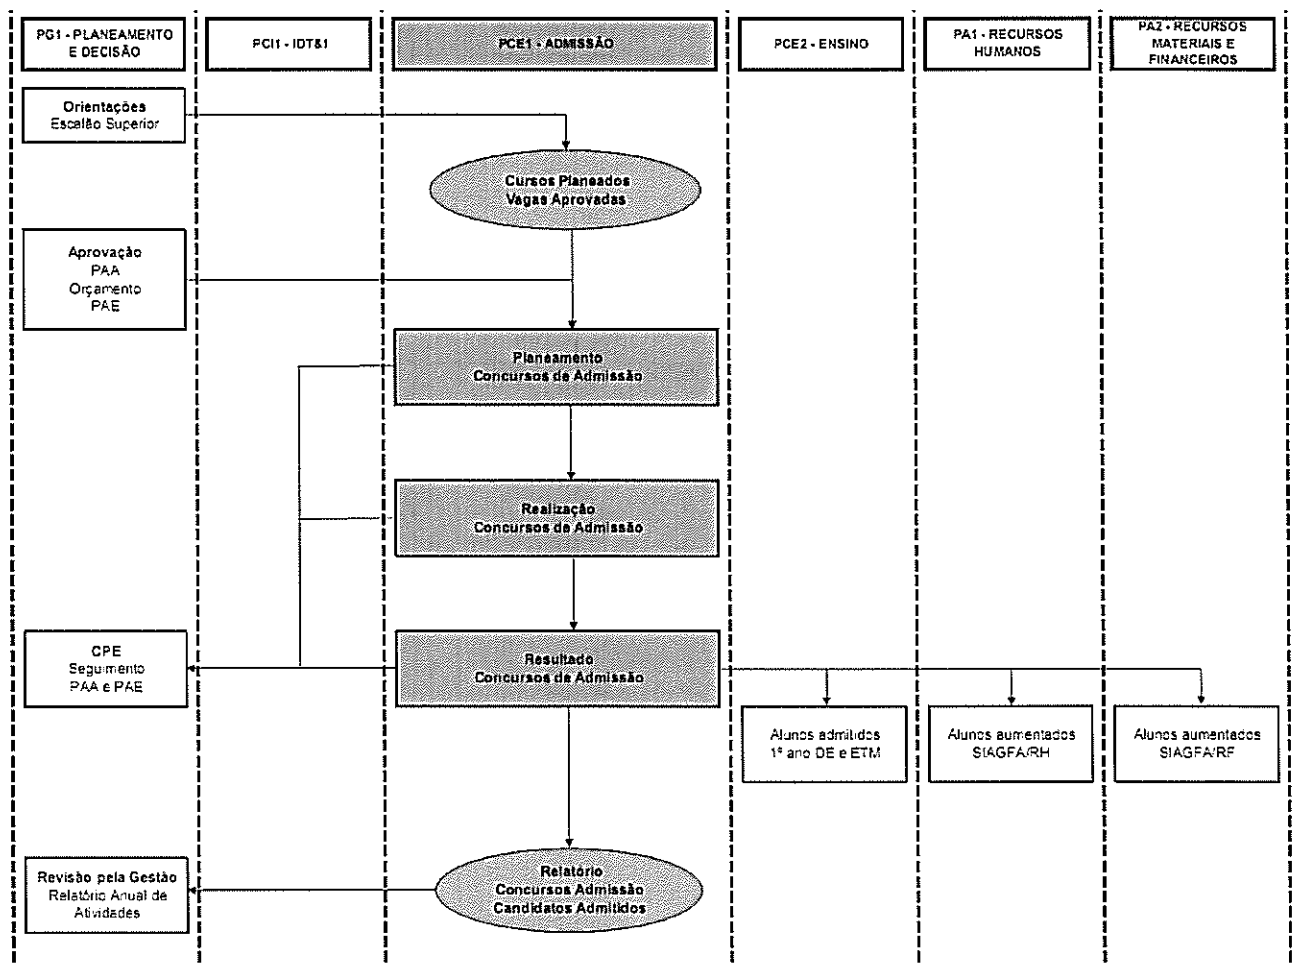 PG1 - PLANEAMENTO
E DECISÃO
PCI1 - IDT&1
PCE1 - ADMISSÃO
PCE2 - ENSINO
PA1 - RECURSOS
HUMANOS
PA2 - RECURSOS
MATERIAIS E
FINANCEIROS
Orientações
Escalão Superior
Cursos Planeados
Vagas Aprovadas
Aprovação
PAA
Orçamento
PAE
Planeamento
Concursos de Admissão
Realização
Concursos de Admissão
CPE
Seguimento
PAA e PAE
Resultado
Concursos de Admissão
Alunos admitidos
1º ano DE e ETM
Alunos aumentados
SIAGFA/RH
Alunos aumentados
SIAGFA/RF
Revisão pela Gestão
Relatório Anual de
Atividades
Relatório
Concursos Admissão
Candidatos Admitidos